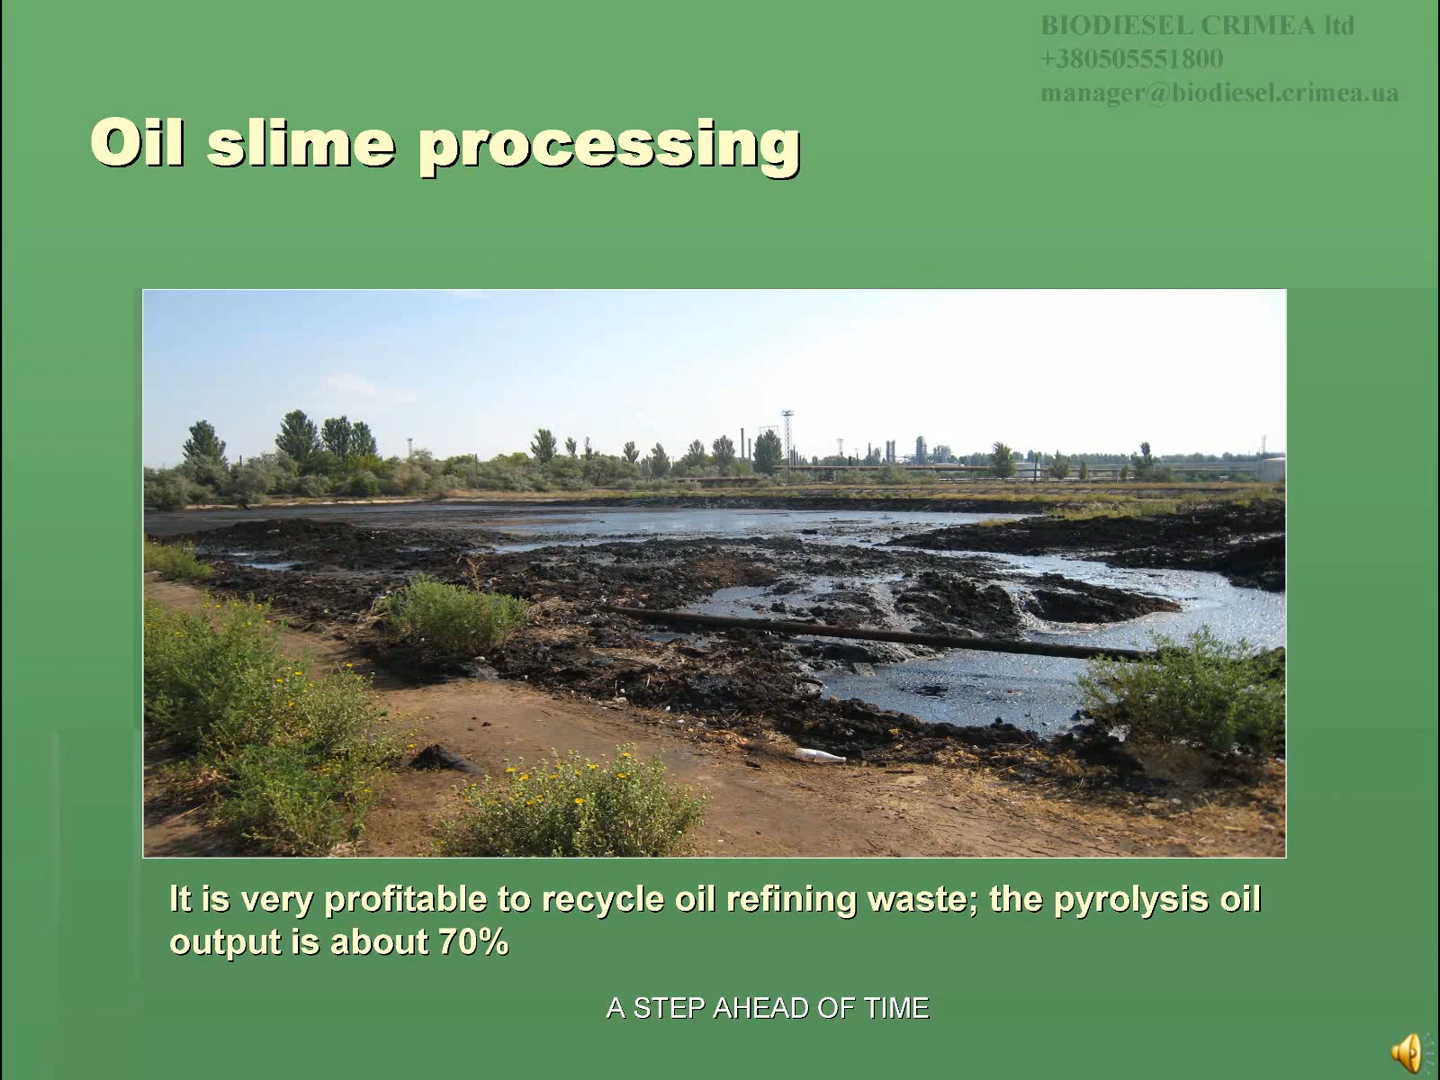 BIODIESEL CRIMEA ltd
+380505551800
manager@biodiesel.crimea.ua
Oil slime processing
It is very profitable to recycle oil refining waste; the pyrolysis oil
output is about 70%
A STEP AHEAD OF TIME